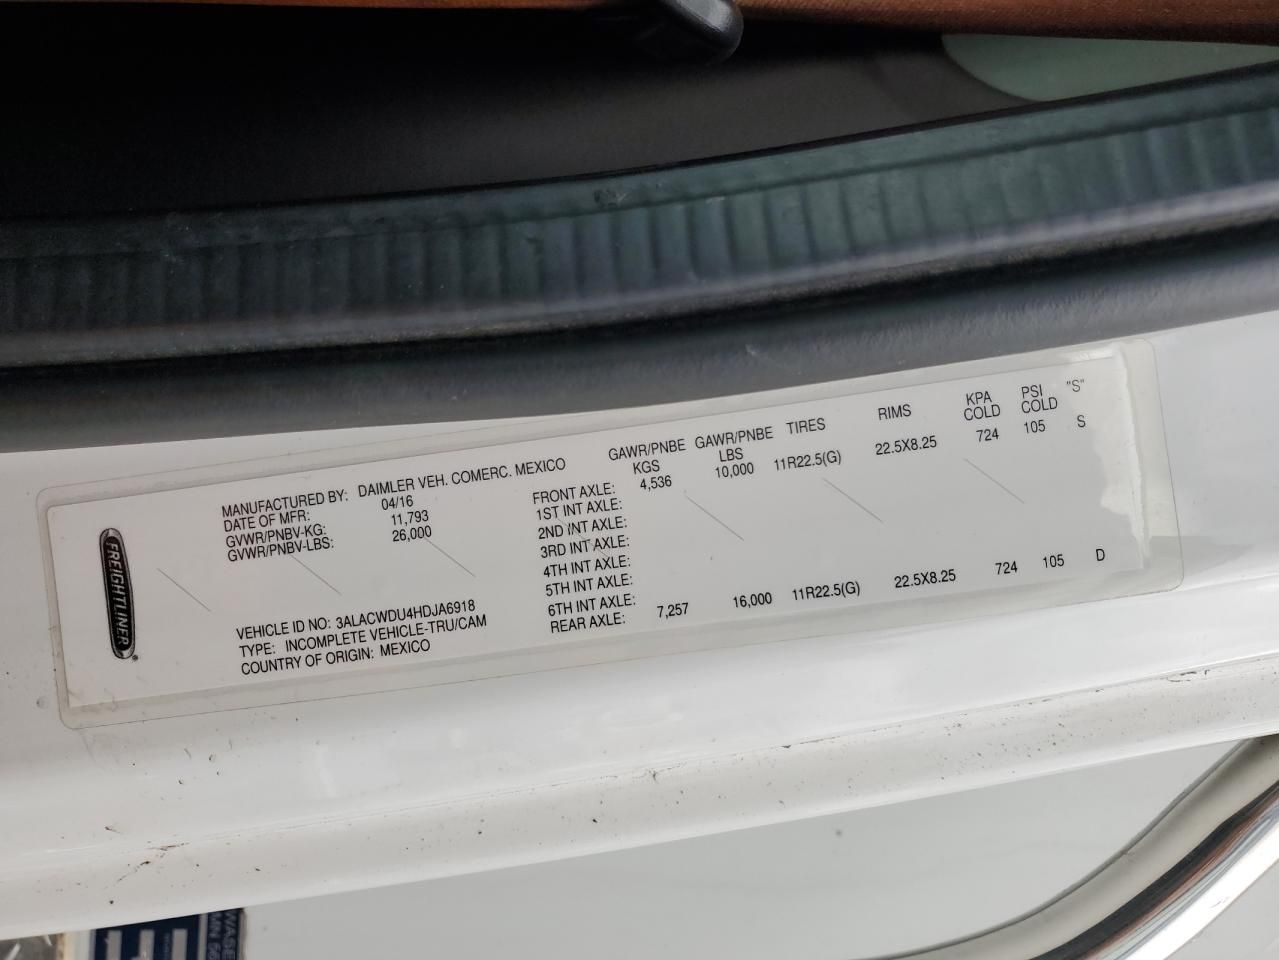 FREIGHTLINER
MANUFACTURED BY: DAIMLER VEH. COMERC. MEXICO
DATE OF MFR: 04/16
GVWR/PNBV-KG: 11,793
GVWR/PNBV-LBS: 26,000
VEHICLE ID NO: 3ALACWDU4HDJA6918
TYPE: INCOMPLETE VEHICLE-TRU/CAM
COUNTRY OF ORIGIN: MEXICO
GAWR/PNBE KGS GAWR/PNBE LBS TIRES RIMS KPA COLD PSI COLD "S"
FRONT AXLE: 4,536 10,000 11R22.5(G) 22.5X8.25 724 105 S
1ST INT AXLE:
2ND INT AXLE:
3RD INT AXLE:
4TH INT AXLE:
5TH INT AXLE:
6TH INT AXLE:
REAR AXLE: 7,257 16,000 11R22.5(G) 22.5X8.25 724 105 D
WASE
MN 56